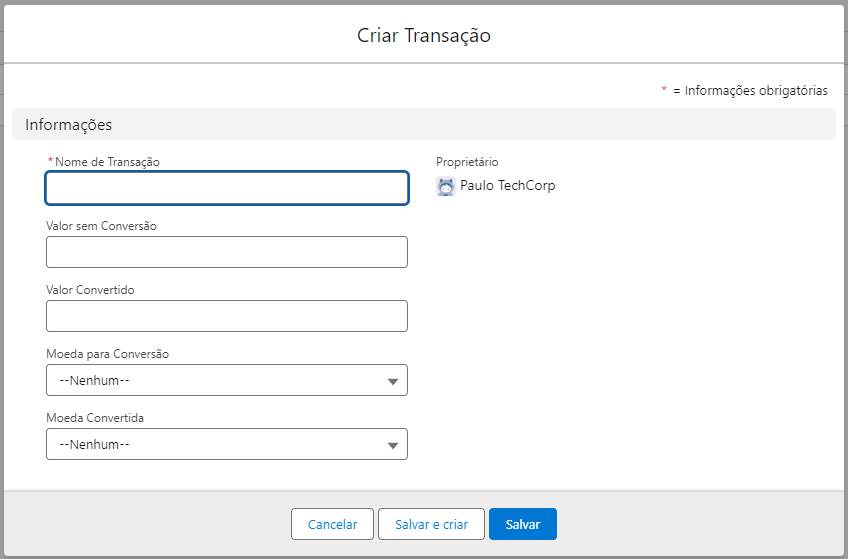 Criar Transação
* = Informações obrigatórias
Informações
* Nome de Transação
Proprietário
Paulo TechCorp
Valor sem Conversão
Valor Convertido
Moeda para Conversão
--Nenhum--
Moeda Convertida
--Nenhum--
Cancelar
Salvar e criar
Salvar